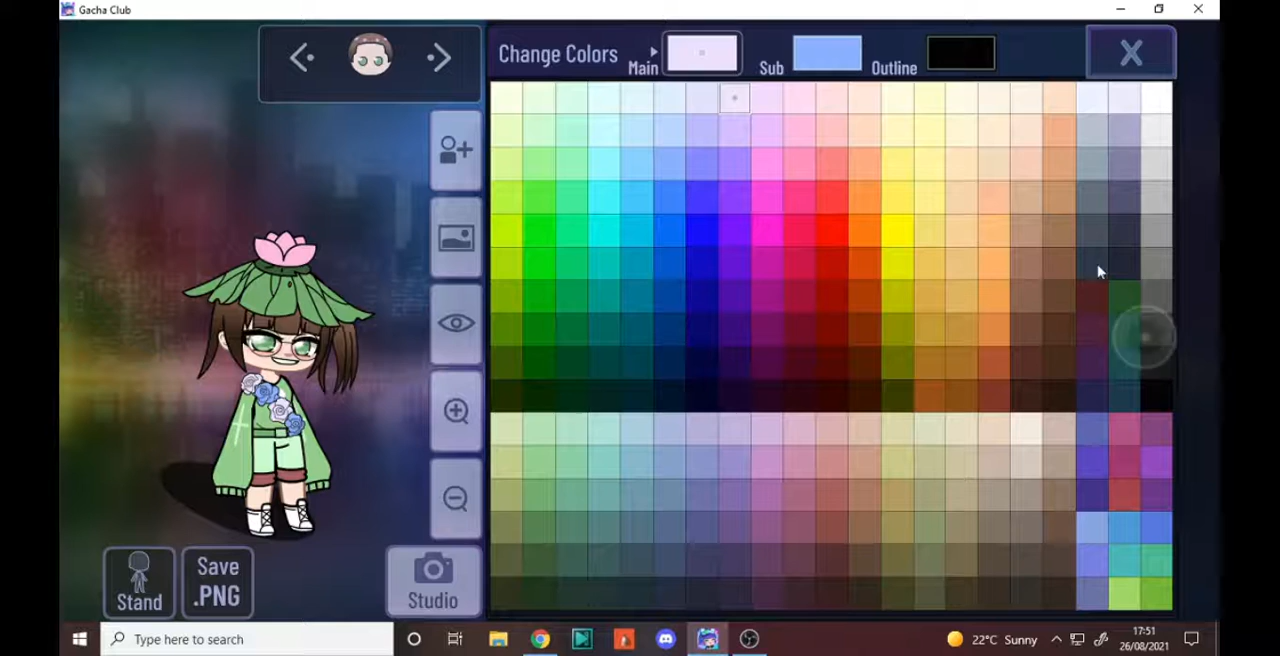 Gacha Club
Change Colors
Main
Sub
Outline
X
Stand
Save
.PNG
Studio
Type here to search
22°C Sunny
17:51
26/08/2021